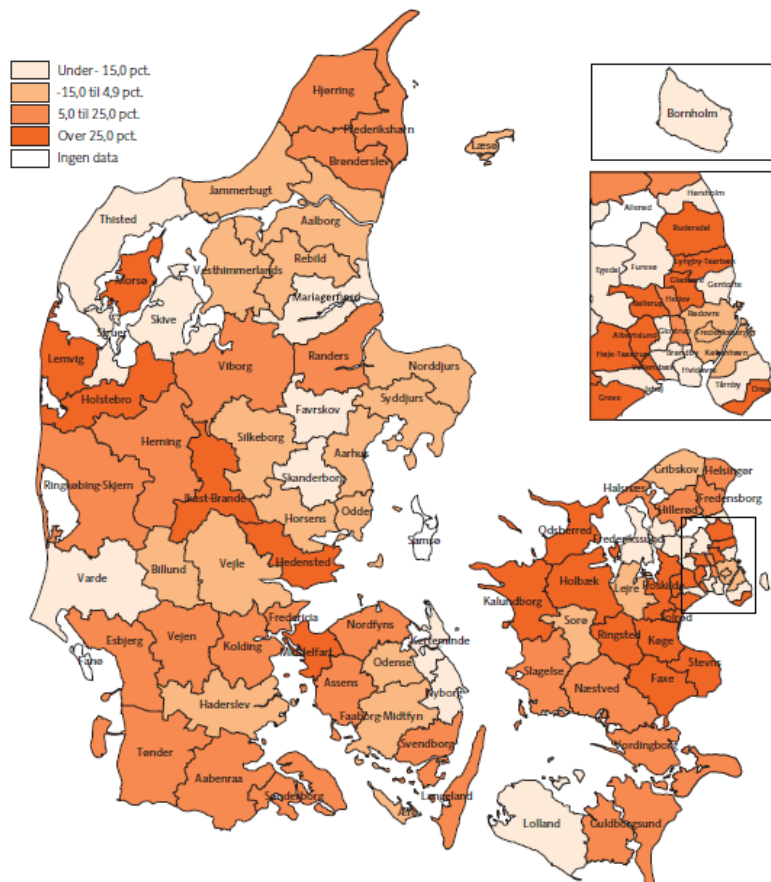 Under - 15,0 pct.
-15,0 til 4,9 pct.
5,0 til 25,0 pct.
Over 25,0 pct.
Ingen data
Hjørring
Frederikshavn
Brønderslev
Læsø
Jammerbugt
Thisted
Aalborg
Vesthimmerlands
Rebild
Morsø
Mariagerfjord
Skive
Struer
Lemvig
Viborg
Randers
Norddjurs
Holstebro
Syddjurs
Favrskov
Herning
Silkeborg
Aarhus
Skanderborg
Ringkøbing-Skjern
Ikast-Brande
Odder
Horsens
Samsø
Hedensted
Varde
Billund
Vejle
Fredericia
Esbjerg
Vejen
Kolding
Nordfyns
Kerteminde
Middelfart
Odense
Fanø
Assens
Nyborg
Haderslev
Faaborg-Midtfyn
Svendborg
Tønder
Aabenraa
Sønderborg
Langeland
Ærø
Bornholm
Allerød
Hørsholm
Rudersdal
Egedal
Furesø
Lyngby-Taarbæk
Gladsaxe
Gentofte
Ballerup
Herlev
Rødovre
Albertslund
Glostrup
Frederiksberg
Høje-Taastrup
Brøndby
København
Vallensbæk
Hvidovre
Ishøj
Tårnby
Greve
Drag
Gribskov
Helsingør
Halsnæs
Fredensborg
Hillerød
Odsherred
Frederikssund
Holbæk
Lejre
Roskilde
Kalundborg
Solrød
Sorø
Ringsted
Køge
Stevns
Slagelse
Faxe
Næstved
Vordingborg
Lolland
Guldborgsund